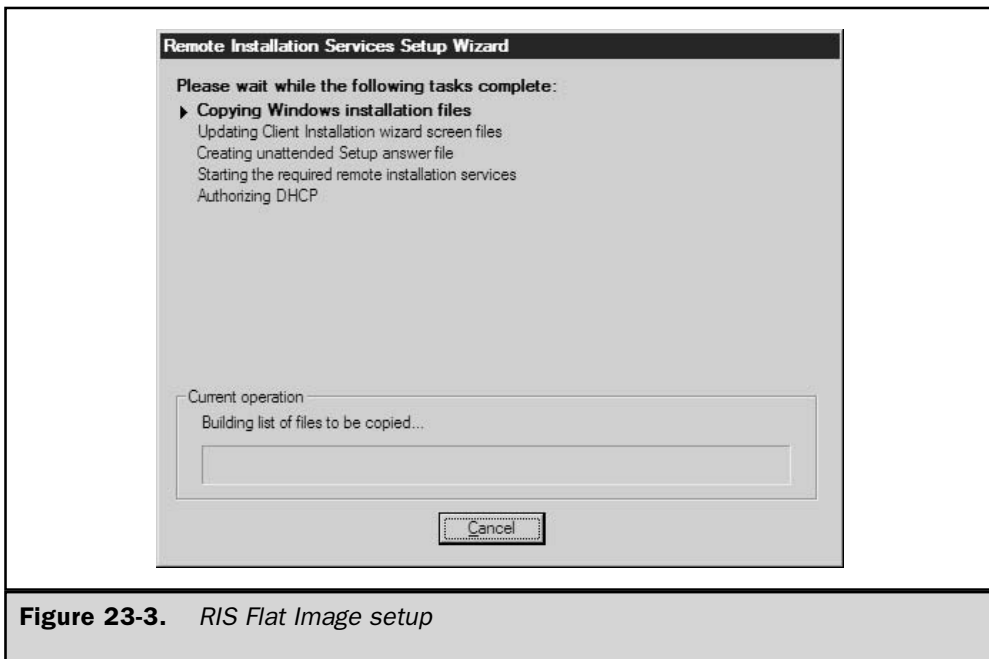 Remote Installation Services Setup Wizard
Please wait while the following tasks complete:
Copying Windows installation files
Updating Client Installation wizard screen files
Creating unattended Setup answer file
Starting the required remote installation services
Authorizing DHCP
Current operation
Building list of files to be copied...
Cancel
Figure 23-3. RIS Flat Image setup